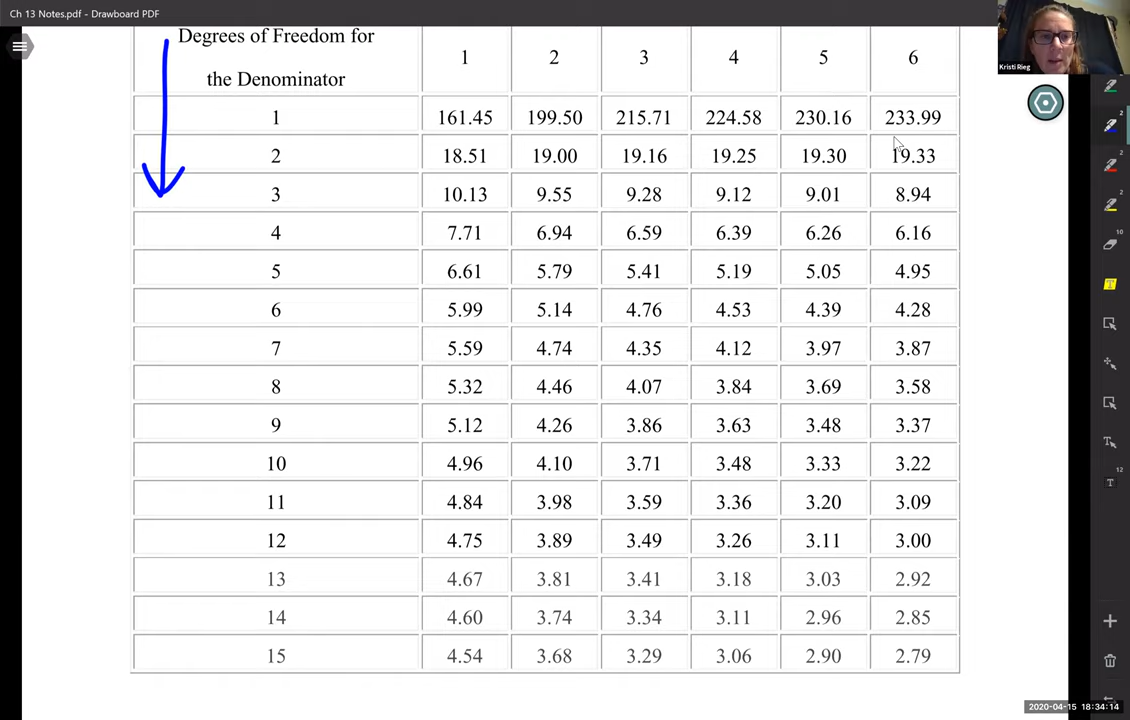 Ch 13 Notes.pdf - Drawboard PDF
Degrees of Freedom for
the Denominator
1 2 3 4 5 6
1 161.45 199.50 215.71 224.58 230.16 233.99
2 18.51 19.00 19.16 19.25 19.30 19.33
3 10.13 9.55 9.28 9.12 9.01 8.94
4 7.71 6.94 6.59 6.39 6.26 6.16
5 6.61 5.79 5.41 5.19 5.05 4.95
6 5.99 5.14 4.76 4.53 4.39 4.28
7 5.59 4.74 4.35 4.12 3.97 3.87
8 5.32 4.46 4.07 3.84 3.69 3.58
9 5.12 4.26 3.86 3.63 3.48 3.37
10 4.96 4.10 3.71 3.48 3.33 3.22
11 4.84 3.98 3.59 3.36 3.20 3.09
12 4.75 3.89 3.49 3.26 3.11 3.00
13 4.67 3.81 3.41 3.18 3.03 2.92
14 4.60 3.74 3.34 3.11 2.96 2.85
15 4.54 3.68 3.29 3.06 2.90 2.79
Kristi Rieg
2
2
2
10
T
T
12
T
2020-04-15 18:34:14